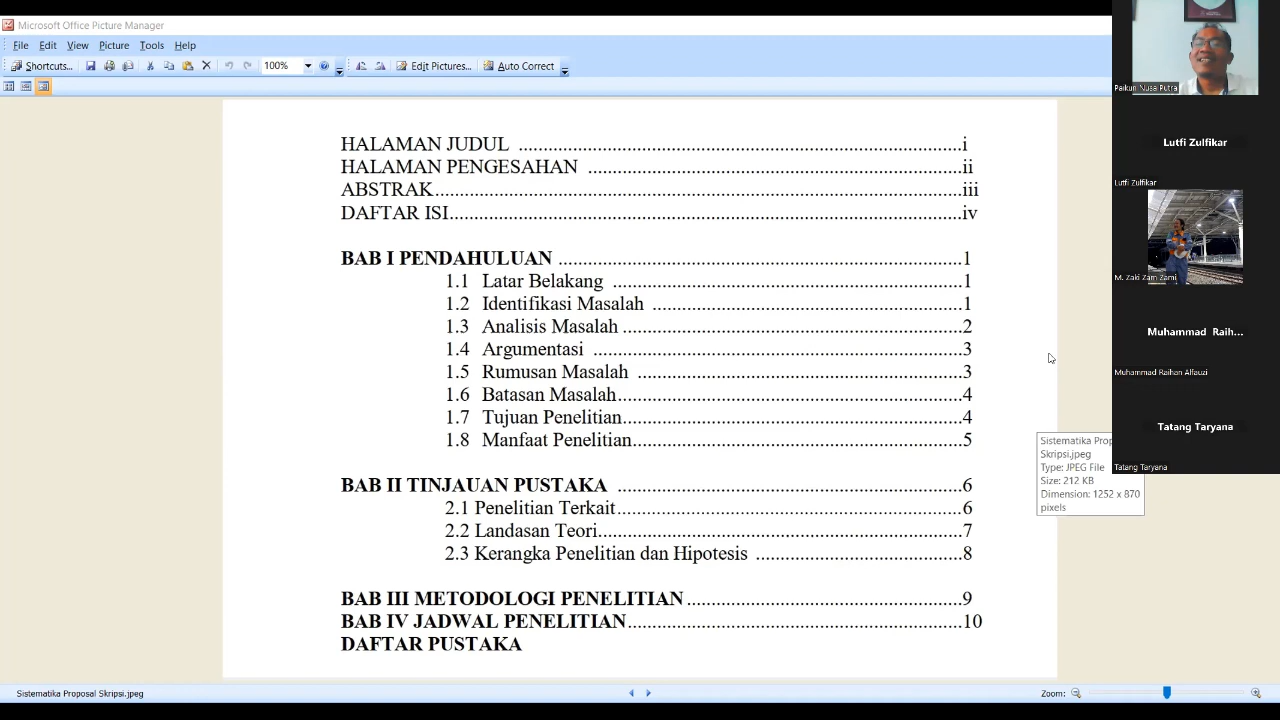 Microsoft Office Picture Manager
File Edit View Picture Tools Help
Shortcuts... 100% Edit Pictures... Auto Correct
HALAMAN JUDUL ........................................................................i
HALAMAN PENGESAHAN .............................................................ii
ABSTRAK......................................................................................iii
DAFTAR ISI...................................................................................iv
BAB I PENDAHULUAN ..................................................................1
1.1 Latar Belakang .........................................................1
1.2 Identifikasi Masalah ..................................................1
1.3 Analisis Masalah .......................................................2
1.4 Argumentasi ............................................................3
1.5 Rumusan Masalah .....................................................3
1.6 Batasan Masalah........................................................4
1.7 Tujuan Penelitian.......................................................4
1.8 Manfaat Penelitian.....................................................5
BAB II TINJAUAN PUSTAKA .........................................................6
2.1 Penelitian Terkait........................................................6
2.2 Landasan Teori...........................................................7
2.3 Kerangka Penelitian dan Hipotesis ..................................8
BAB III METODOLOGI PENELITIAN .............................................9
BAB IV JADWAL PENELITIAN.......................................................10
DAFTAR PUSTAKA
Sistematika Prop
Skripsi.jpeg
Type: JPEG File
Size: 212 KB
Dimension: 1252 x 870
pixels
Paikun Nusa Putra
Lutfi Zulfikar
Lutfi Zulfikar
M. Zaki Zam Zami
Muhammad Raih...
Muhammad Raihan Alfauzi
Tatang Taryana
Tatang Taryana
Sistematika Proposal Skripsi.jpeg
Zoom: